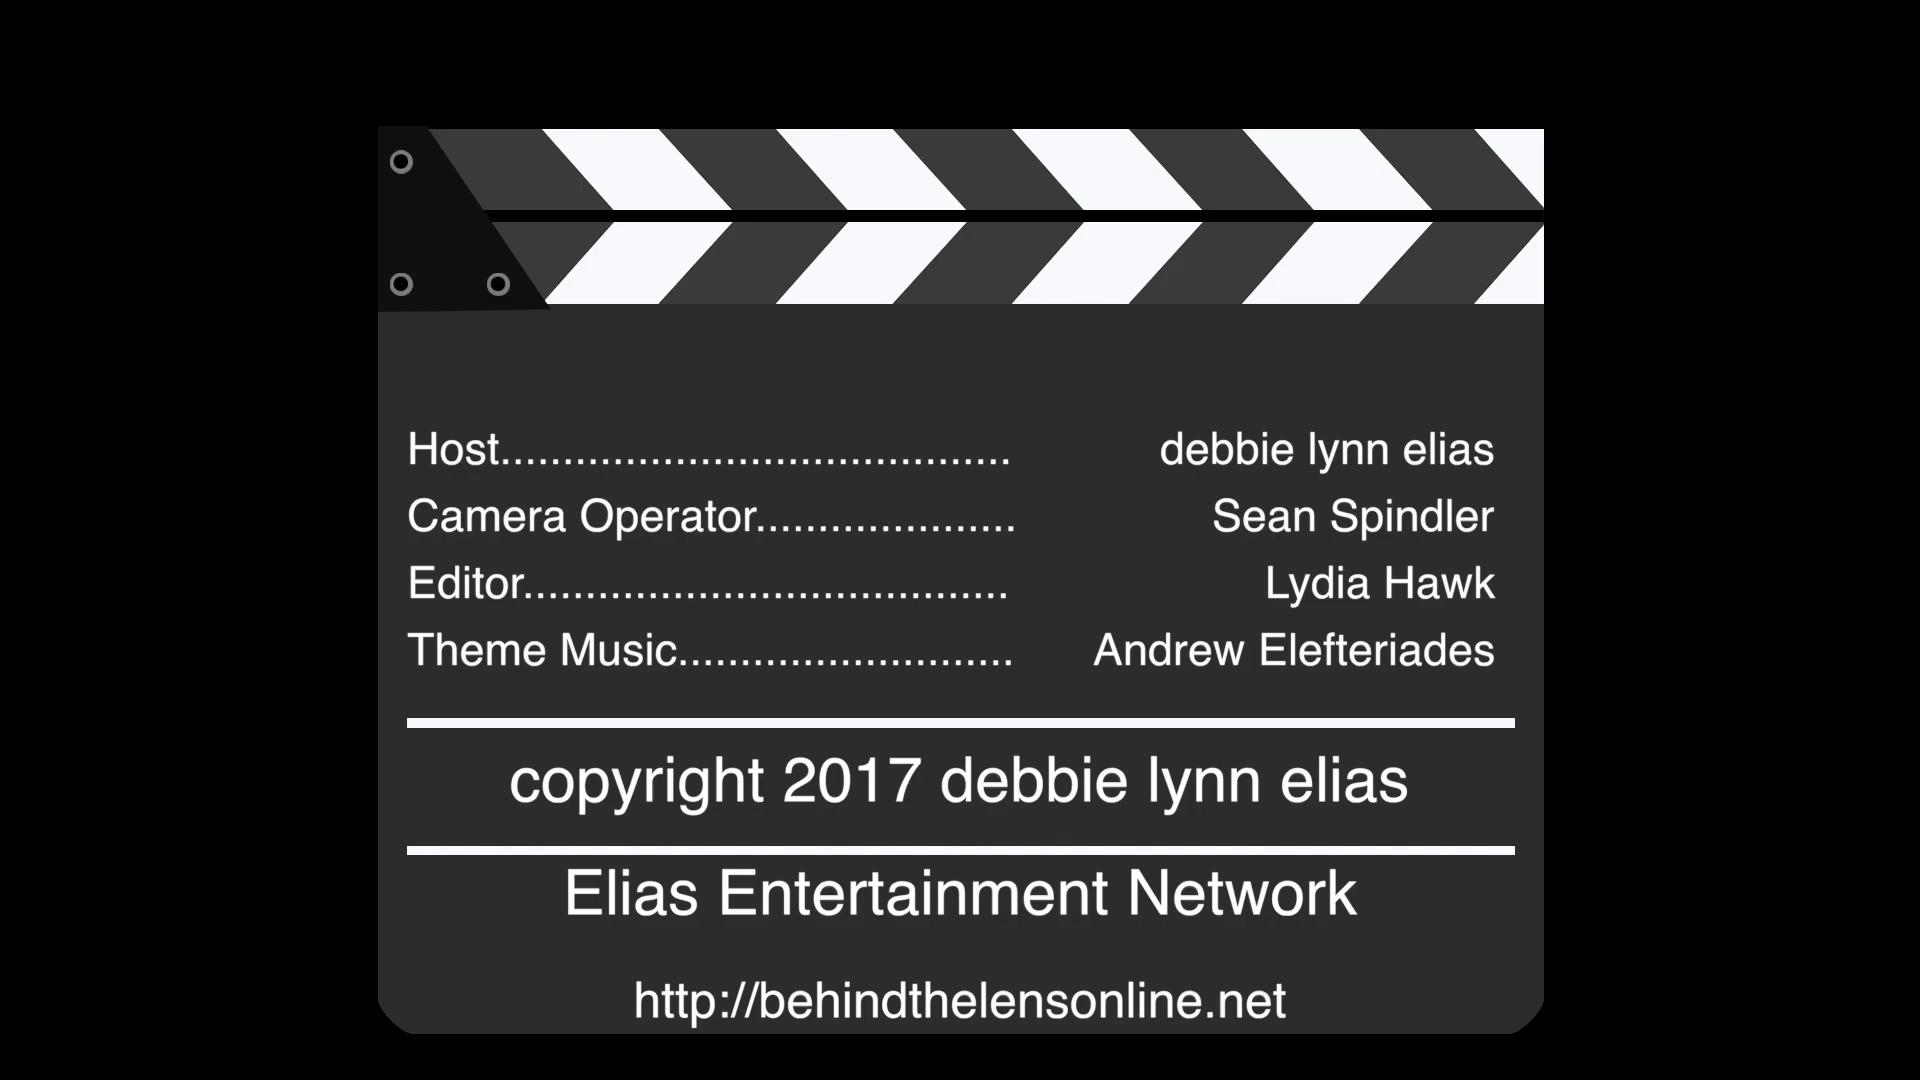 Host......................................... debbie lynn elias
Camera Operator..................... Sean Spindler
Editor....................................... Lydia Hawk
Theme Music........................... Andrew Elefteriades
copyright 2017 debbie lynn elias
Elias Entertainment Network
http://behindthelensonline.net